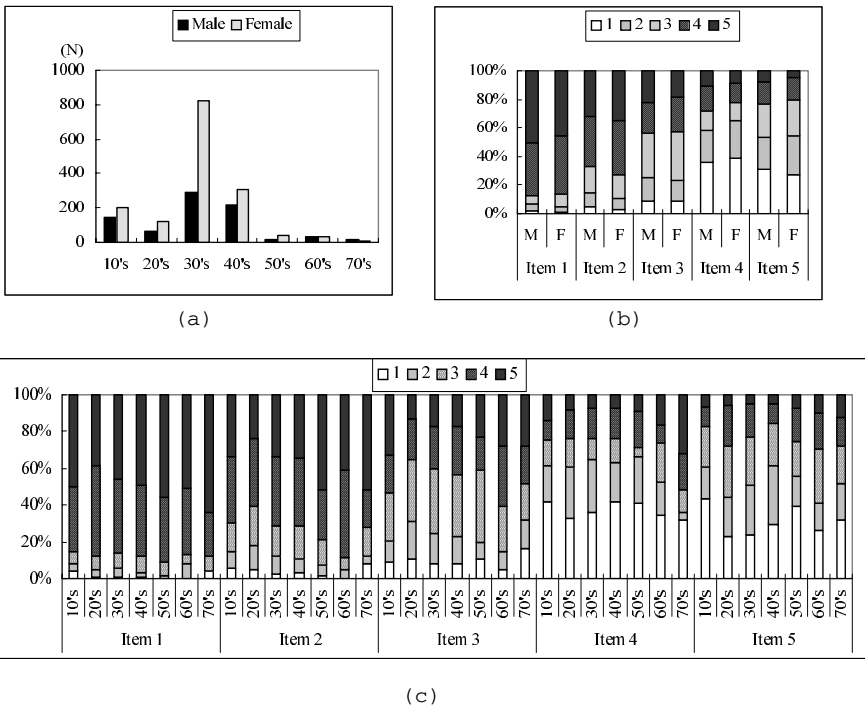 Male Female
(N)
1000
800
600
400
200
0
10's 20's 30's 40's 50's 60's 70's
(a)
1 2 3 4 5
100%
80%
60%
40%
20%
0%
M F M F M F M F M F
Item 1 Item 2 Item 3 Item 4 Item 5
(b)
1 2 3 4 5
100%
80%
60%
40%
20%
0%
10's 20's 30's 40's 50's 60's 70's 10's 20's 30's 40's 50's 60's 70's 10's 20's 30's 40's 50's 60's 70's 10's 20's 30's 40's 50's 60's 70's 10's 20's 30's 40's 50's 60's 70's
Item 1 Item 2 Item 3 Item 4 Item 5
(c)